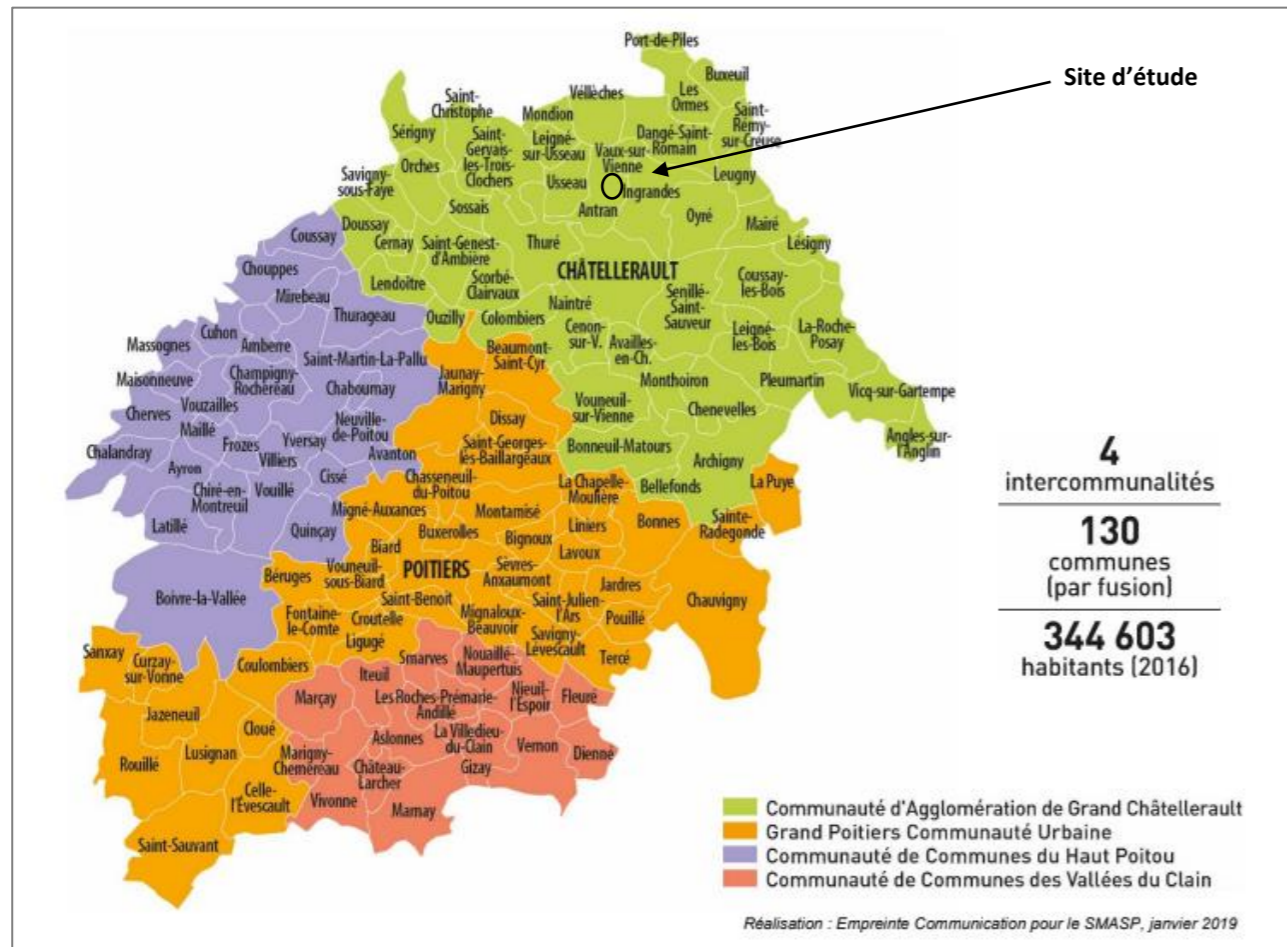 Port-de-Piles
Site d'étude
Buxeuil
Les
Ormes
Vellèches
Saint-
Christophe
Mondion
Saint-
Rémy-
sur-Creuse
Sérigny
Saint-
Gervais-
les-Trois-
Clochers
Leigné-
sur-Usseau
Vaux-sur-
Vienne
Dangé-Saint-
Romain
Orches
Leugny
Savigny-
sous-Faye
Usseau
Ingrandes
Antran
Sossais
Oyré
Mairé
Doussay
Coussay
Cernay
Saint-Genest-
d'Ambière
Thuré
Lésigny
CHÂTELLERAULT
Chouppes
Lendoître
Scorbé-
Clairvaux
Coussay-
les-Bois
Mirebeau
Naintré
Senillé-
Saint-
Sauveur
Thurageau
Ouzilly
Colombiers
Cuhon
Massognes
Amberre
Cenon-
sur-V.
Availles-
en-Ch.
Leigné-
les-Bois
La-Roche-
Posay
Beaumont-
Saint-Cyr
Saint-Martin-La-Pallu
Maisonneuve
Champigny-
Rochereau
Jaunay-
Marigny
Monthoiron
Pleumartin
Chabournay
Vicq-sur-Gartempe
Cherves
Vouzailles
Vouneuil-
sur-Vienne
Chenevelles
Maillé
Neuville-
de-Poitou
Dissay
Frozes
Yversay
Chalandray
Villiers
Avanton
Saint-Georges-
lès-Baillargeaux
Bonneuil-Matours
Angles-sur-
l'Anglin
Archigny
Ayron
Cissé
Chasseneuil-
du-Poitou
La Chapelle-
Moulière
Bellefonds
La Puye
Chiré-en-
Montreuil
Vouillé
Migné-Auxances
Montamisé
Bonnes
Sainte-
Radegonde
Latillé
Quinçay
Buxerolles
Bignoux
Liniers
Biard
Lavoux
Béruges
Vouneuil-
sous-Biard
POITIERS
Sèvres-
Anxaumont
Jardres
Boivre-la-Vallée
Saint-Benoit
Chauvigny
Fontaine-
le-Comte
Croutelle
Mignaloux-
Beauvoir
Saint-Julien-
l'Ars
Pouillé
Ligugé
Savigny-
Lévescault
Sanxay
Curzay-
sur-Vonne
Coulombiers
Smarves
Nouaillé-
Maupertuis
Tercé
Iteuil
Marçay
Les Roches-Prémarie-
Andillé
Nieuil-
l'Espoir
Fleuré
Jazeneuil
Cloué
Aslonnes
La Villedieu-
du-Clain
Vernon
Dienné
Rouillé
Lusignan
Marigny-
Chemereau
Château-
Larcher
Gizay
Celle-
l'Évescault
Vivonne
Marnay
Saint-Sauvant
4
intercommunalités
130
communes
(par fusion)
344 603
habitants (2016)
Communauté d'Agglomération de Grand Châtellerault
Grand Poitiers Communauté Urbaine
Communauté de Communes du Haut Poitou
Communauté de Communes des Vallées du Clain
Réalisation : Empreinte Communication pour le SMASP, janvier 2019